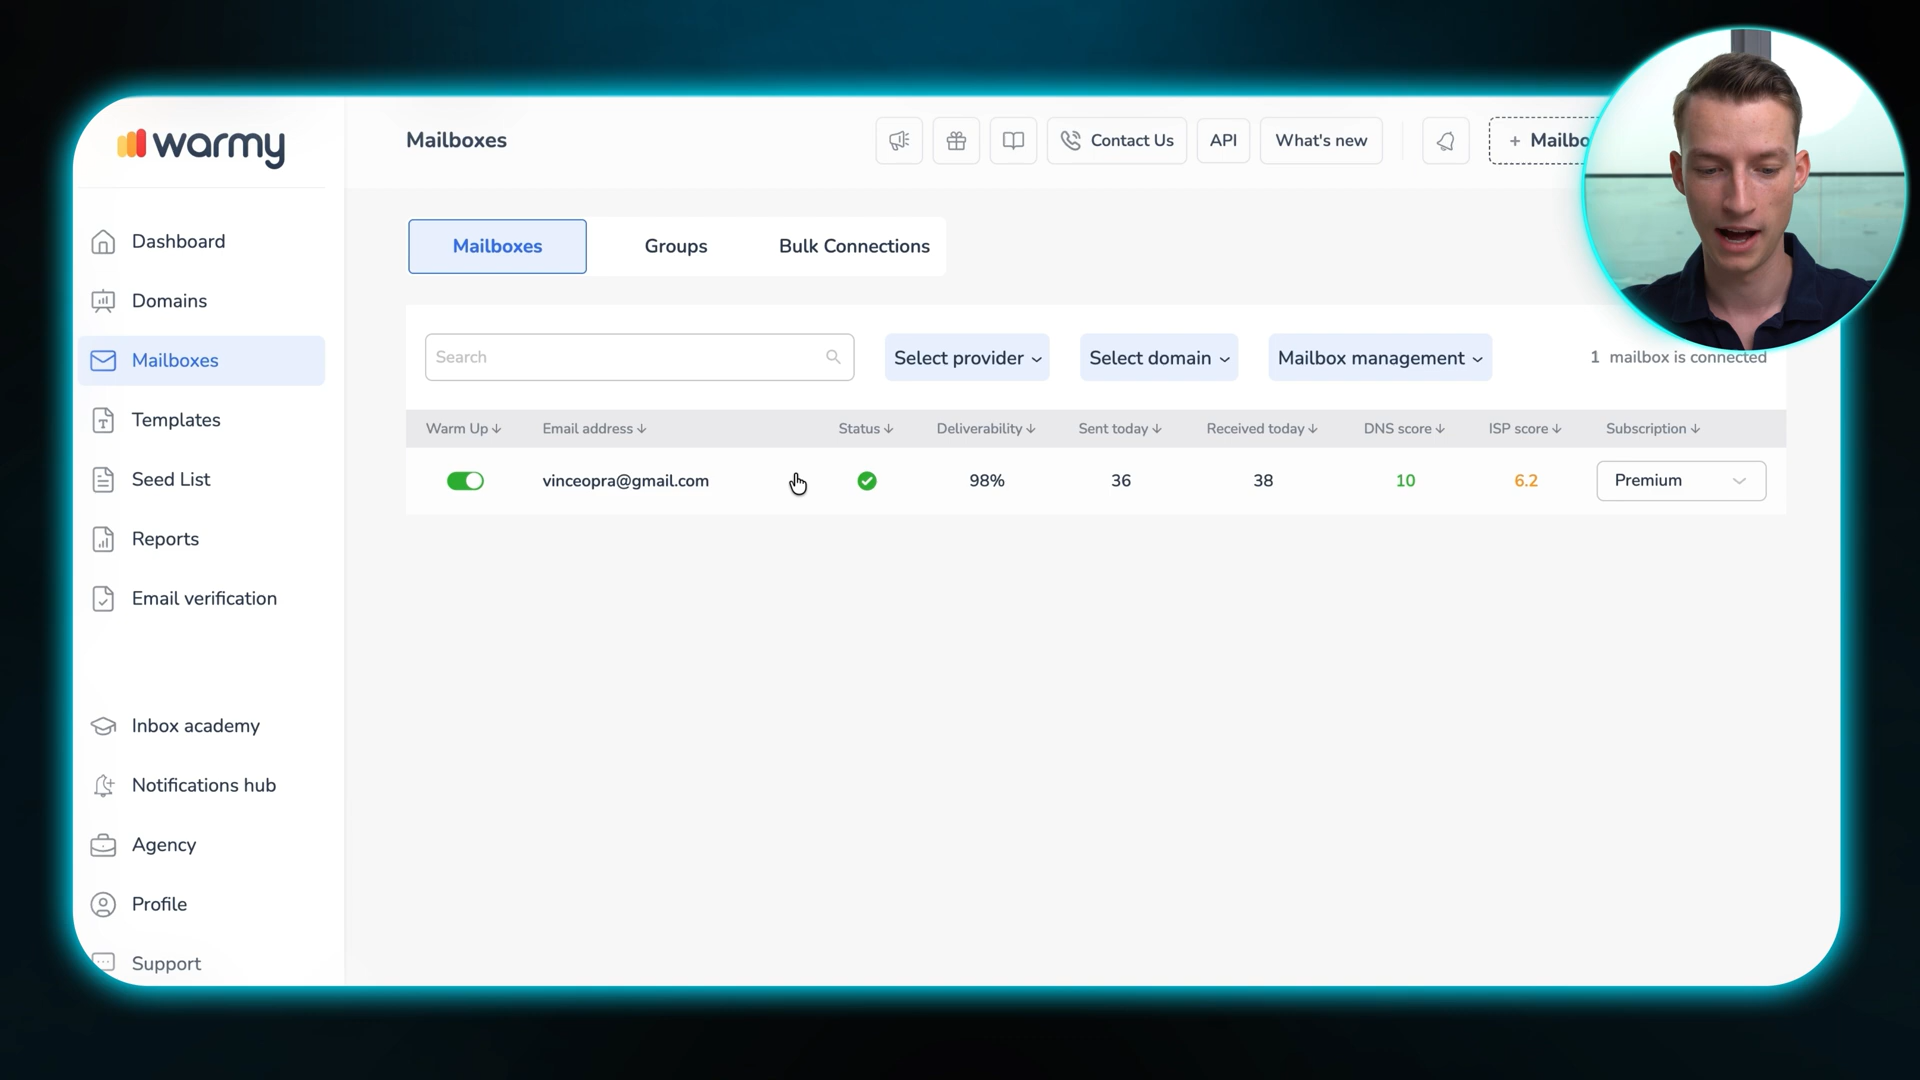 warmy
Mailboxes
Contact Us
API
What's new
+ Mailbo
Dashboard
Domains
Mailboxes
Templates
Seed List
Reports
Email verification
Inbox academy
Notifications hub
Agency
Profile
Support
Mailboxes
Groups
Bulk Connections
Search
Select provider
Select domain
Mailbox management
1 mailbox is connected
Warm Up ↓ Email address ↓ Status ↓ Deliverability ↓ Sent today ↓ Received today ↓ DNS score ↓ ISP score ↓ Subscription ↓
vinceopra@gmail.com 98% 36 38 10 6.2 Premium